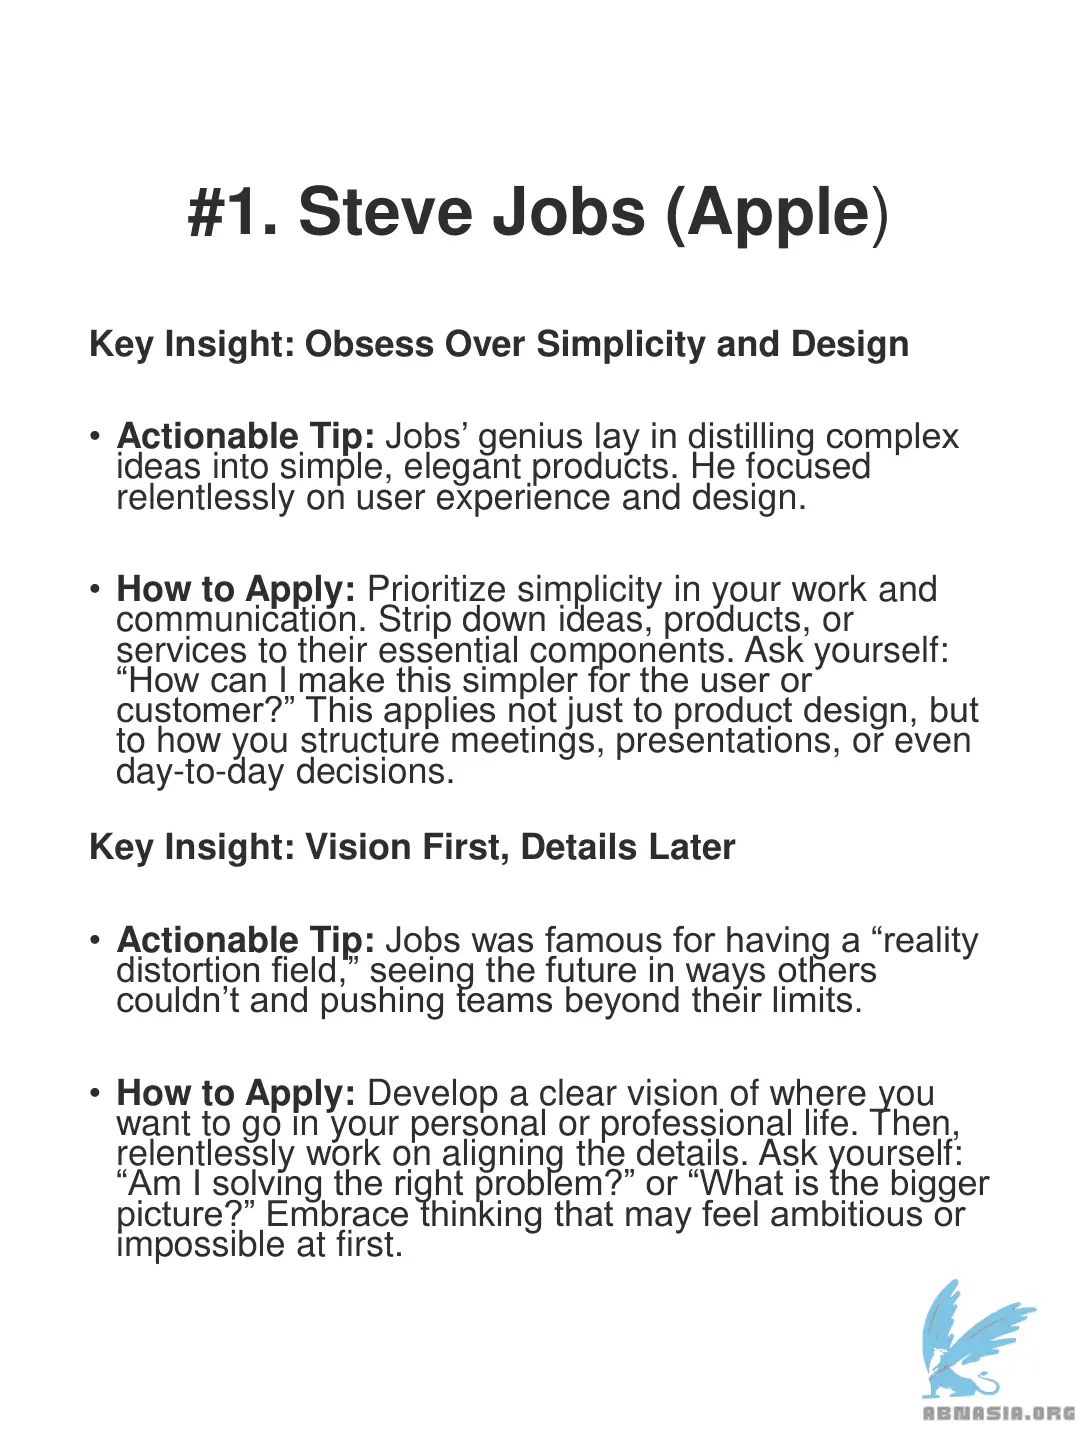 #1. Steve Jobs (Apple)
Key Insight: Obsess Over Simplicity and Design
• Actionable Tip: Jobs’ genius lay in distilling complex
ideas into simple, elegant products. He focused
relentlessly on user experience and design.
• How to Apply: Prioritize simplicity in your work and
communication. Strip down ideas, products, or
services to their essential components. Ask yourself:
“How can I make this simpler for the user or
customer?” This applies not just to product design, but
to how you structure meetings, presentations, or even
day-to-day decisions.
Key Insight: Vision First, Details Later
• Actionable Tip: Jobs was famous for having a “reality
distortion field,” seeing the future in ways others
couldn’t and pushing teams beyond their limits.
• How to Apply: Develop a clear vision of where you
want to go in your personal or professional life. Then,
relentlessly work on aligning the details. Ask yourself:
“Am I solving the right problem?” or “What is the bigger
picture?” Embrace thinking that may feel ambitious or
impossible at first.
ABNASIA.ORG